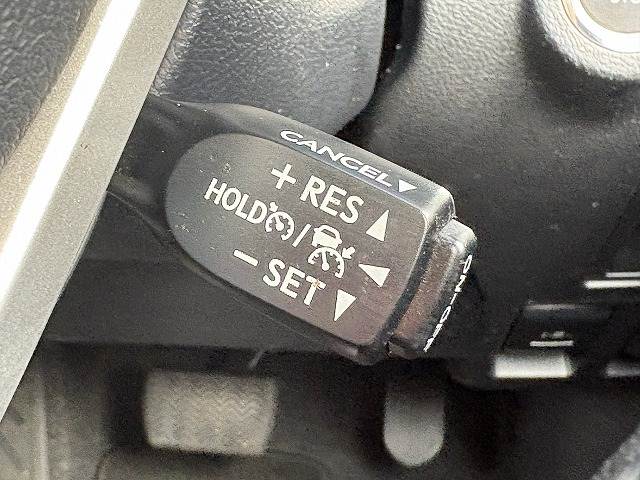 CANCEL▼
+ RES ▲
HOLD / ◀
− SET ▼
ON-OFF